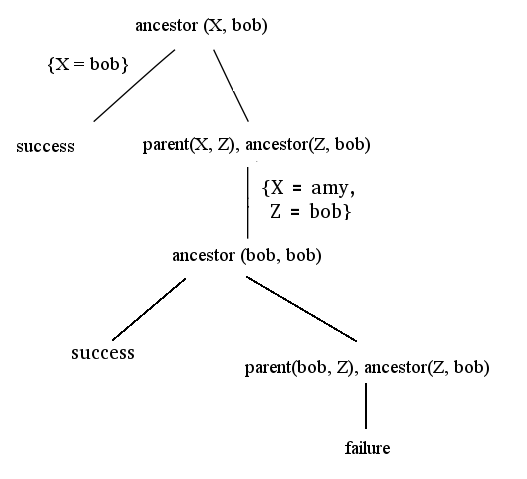 ancestor (X, bob)
{X = bob}
success
parent(X, Z), ancestor(Z, bob)
{X = amy,
Z = bob}
ancestor (bob, bob)
success
parent(bob, Z), ancestor(Z, bob)
failure